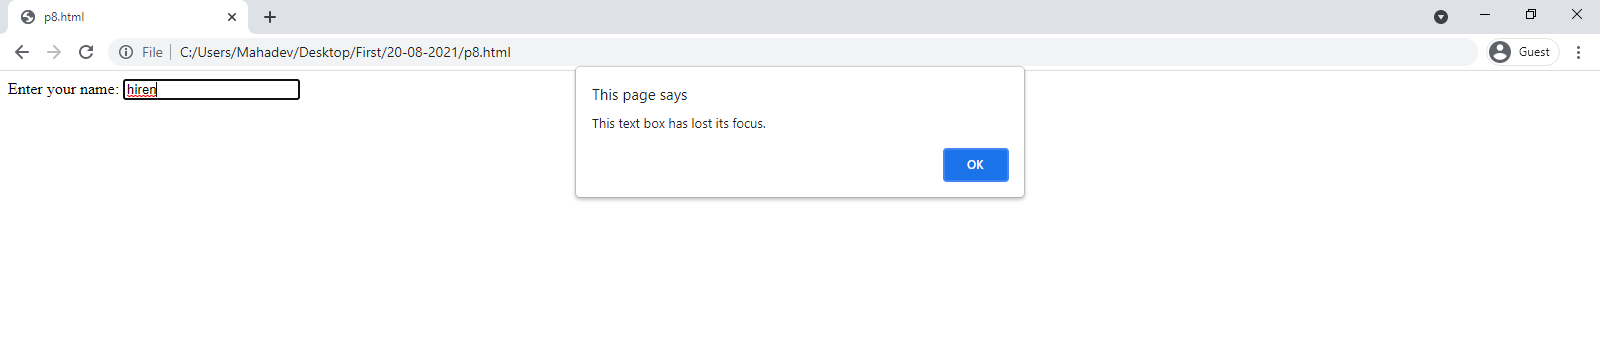 p8.html
File | C:/Users/Mahadev/Desktop/First/20-08-2021/p8.html
Guest
Enter your name: hiren
This page says
This text box has lost its focus.
OK